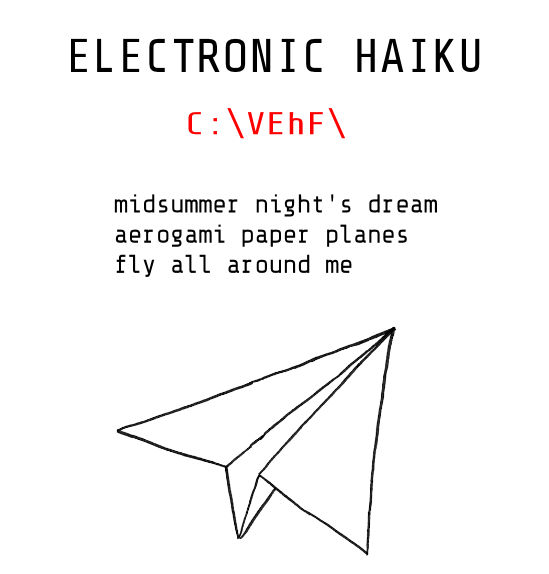 ELECTRONIC HAIKU
C:\VEhF\
midsummer night's dream
aerogami paper planes
fly all around me